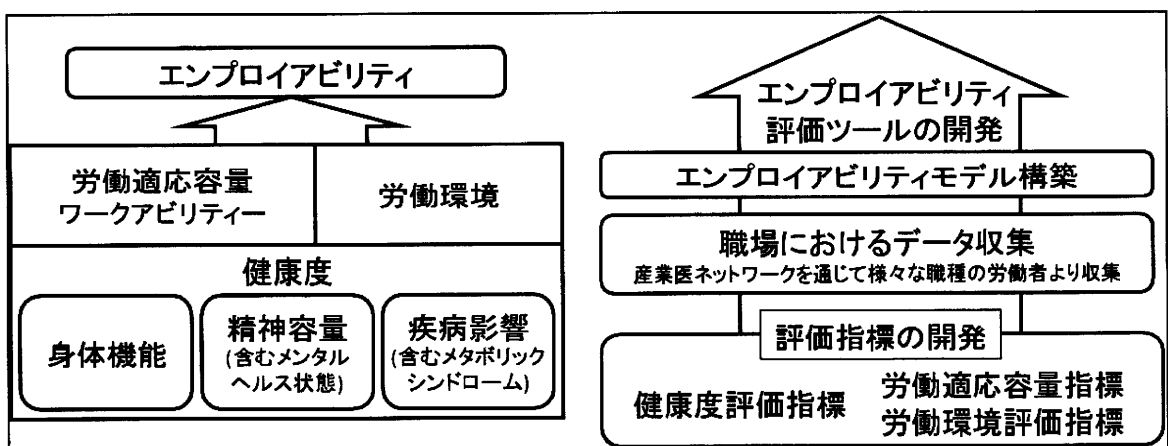 エンプロイアビリティ
労働適応容量
ワークアビリティー
労働環境
健康度
身体機能
精神容量
(含むメンタル
ヘルス状態)
疾病影響
(含むメタボリック
シンドローム)
エンプロイアビリティ
評価ツールの開発
エンプロイアビリティモデル構築
職場におけるデータ収集
産業医ネットワークを通じて様々な職種の労働者より収集
評価指標の開発
健康度評価指標
労働適応容量指標
労働環境評価指標